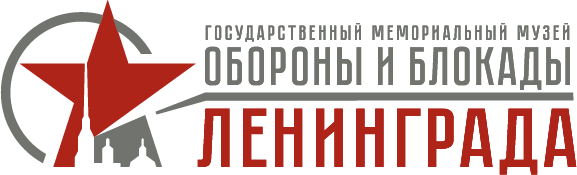 ГОСУДАРСТВЕННЫЙ МЕМОРИАЛЬНЫЙ МУЗЕЙ
ОБОРОНЫ И БЛОКАДЫ
ЛЕНИНГРАДА